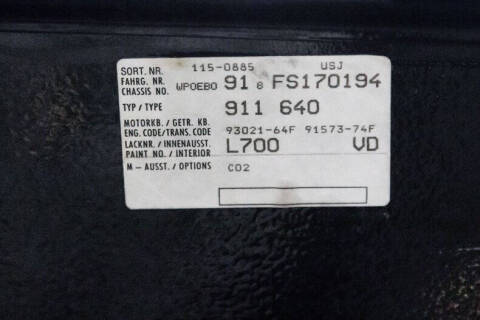 SORT. NR. 115-0885 USJ
FAHRG. NR.
CHASSIS NO. WPOEBO 91 8 FS170194
TYP / TYPE 911 640
MOTORKB. / GETR. KB.
ENG. CODE/TRANS. CODE 93021-64F 91573-74F
LACKNR. / INNENAUSST.
PAINT NO. / INTERIOR L700 VD
M - AUSST. / OPTIONS C02